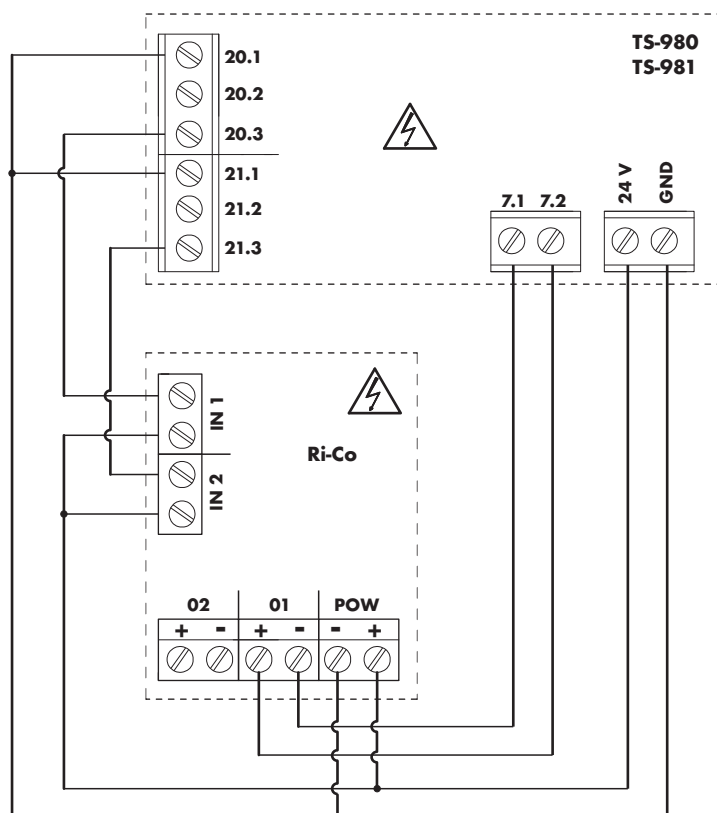 TS-980
TS-981
20.1
20.2
20.3
21.1
21.2
21.3
7.1 7.2
24 V
GND
IN 1
IN 2
Ri-Co
02 01 POW
+ - + - - +